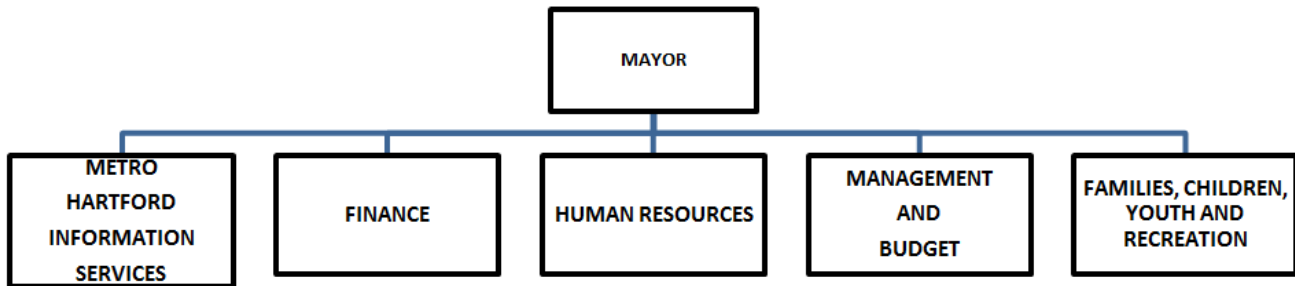 MAYOR
METRO
HARTFORD
INFORMATION
SERVICES
FINANCE
HUMAN RESOURCES
MANAGEMENT
AND
BUDGET
FAMILIES, CHILDREN,
YOUTH AND
RECREATION